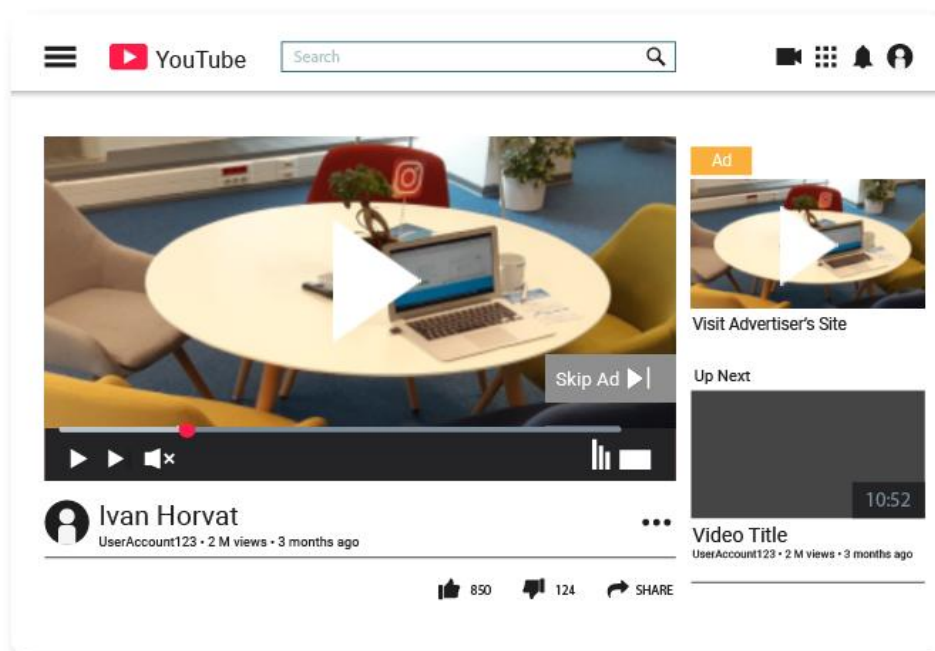 YouTube
Search
Ad
Visit Advertiser's Site
Skip Ad
Up Next
10:52
Ivan Horvat
UserAccount123 • 2 M views • 3 months ago
Video Title
UserAccount123 • 2 M views • 3 months ago
850
124
SHARE